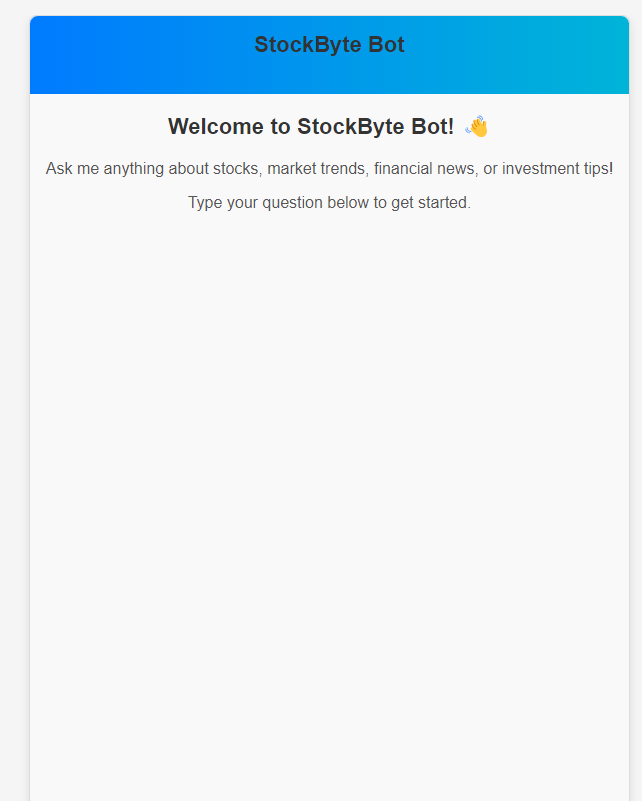 StockByte Bot
Welcome to StockByte Bot! 👋
Ask me anything about stocks, market trends, financial news, or investment tips!
Type your question below to get started.